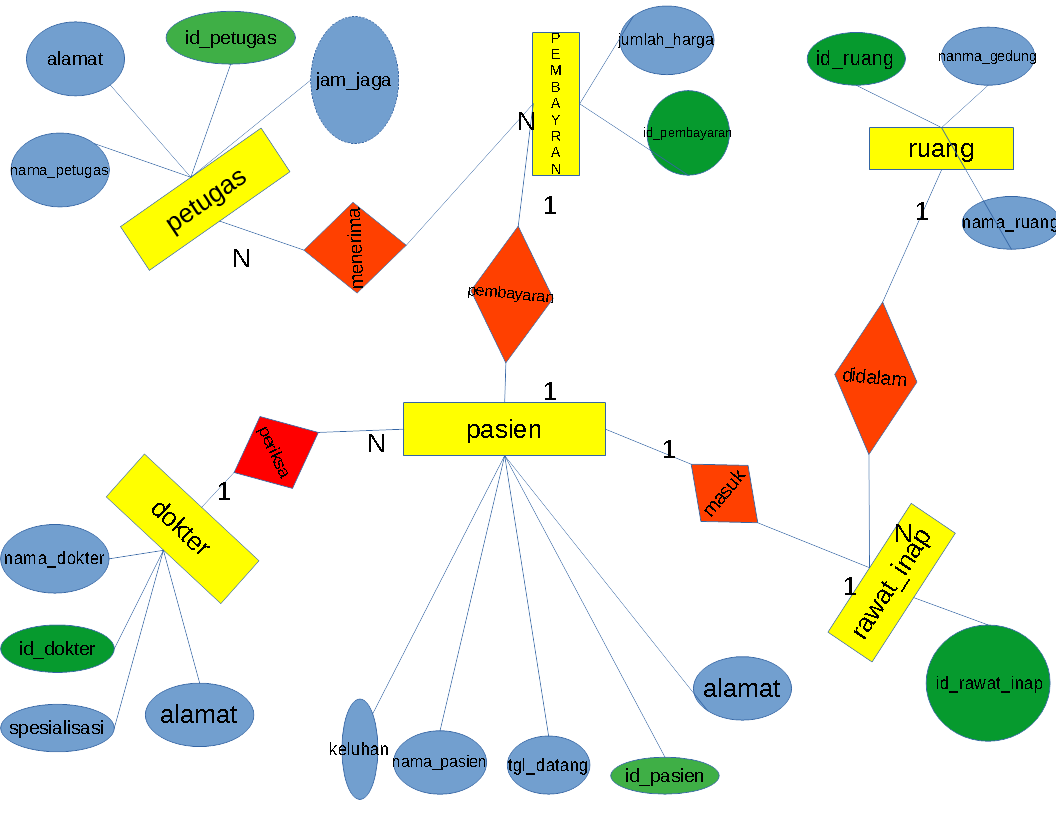 id_petugas
alamat
jam_jaga
nama_petugas
petugas
N
menerima
N
PEMBAYRAN
jumlah_harga
id_pembayaran
1
pembayaran
1
id_ruang
nanma_gedung
ruang
nama_ruang
1
didalam
N
rawat_inap
1
id_rawat_inap
masuk
1
pasien
N
periksa
1
dokter
nama_dokter
id_dokter
spesialisasi
alamat
keluhan
nama_pasien
tgl_datang
id_pasien
alamat